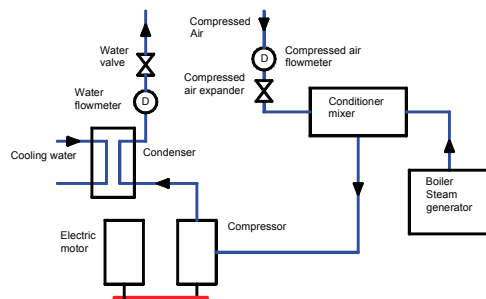 Water
valve
Water
flowmeter
D
Cooling water
Condenser
Electric
motor
Compressor
Compressed
Air
D
Compressed air
flowmeter
Compressed
air expander
Conditioner
mixer
Boiler
Steam
generator